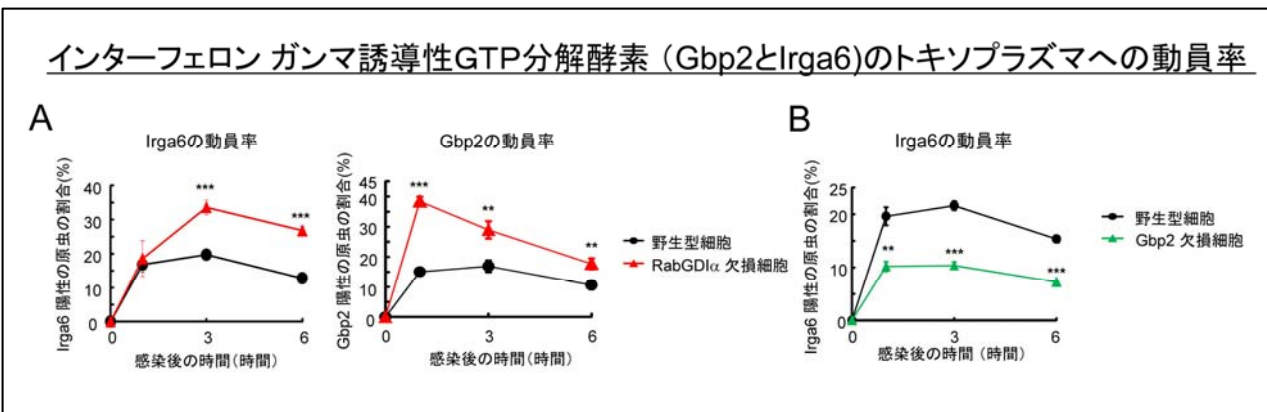 インターフェロン ガンマ誘導性GTP分解酵素 (Gbp2とIrga6)のトキソプラズマへの動員率
A
Irga6の動員率
Irga6 陽性の原虫の割合(%)
40
30
20
10
0
***
***
0
3
6
感染後の時間(時間)
Gbp2の動員率
Gbp2 陽性の原虫の割合(%)
45
40
30
20
10
0
***
**
**
0
3
6
感染後の時間(時間)
野生型細胞
RabGDIα 欠損細胞
B
Irga6の動員率
Irga6 陽性の原虫の割合(%)
25
20
10
0
**
***
***
0
3
6
感染後の時間 (時間)
野生型細胞
Gbp2 欠損細胞